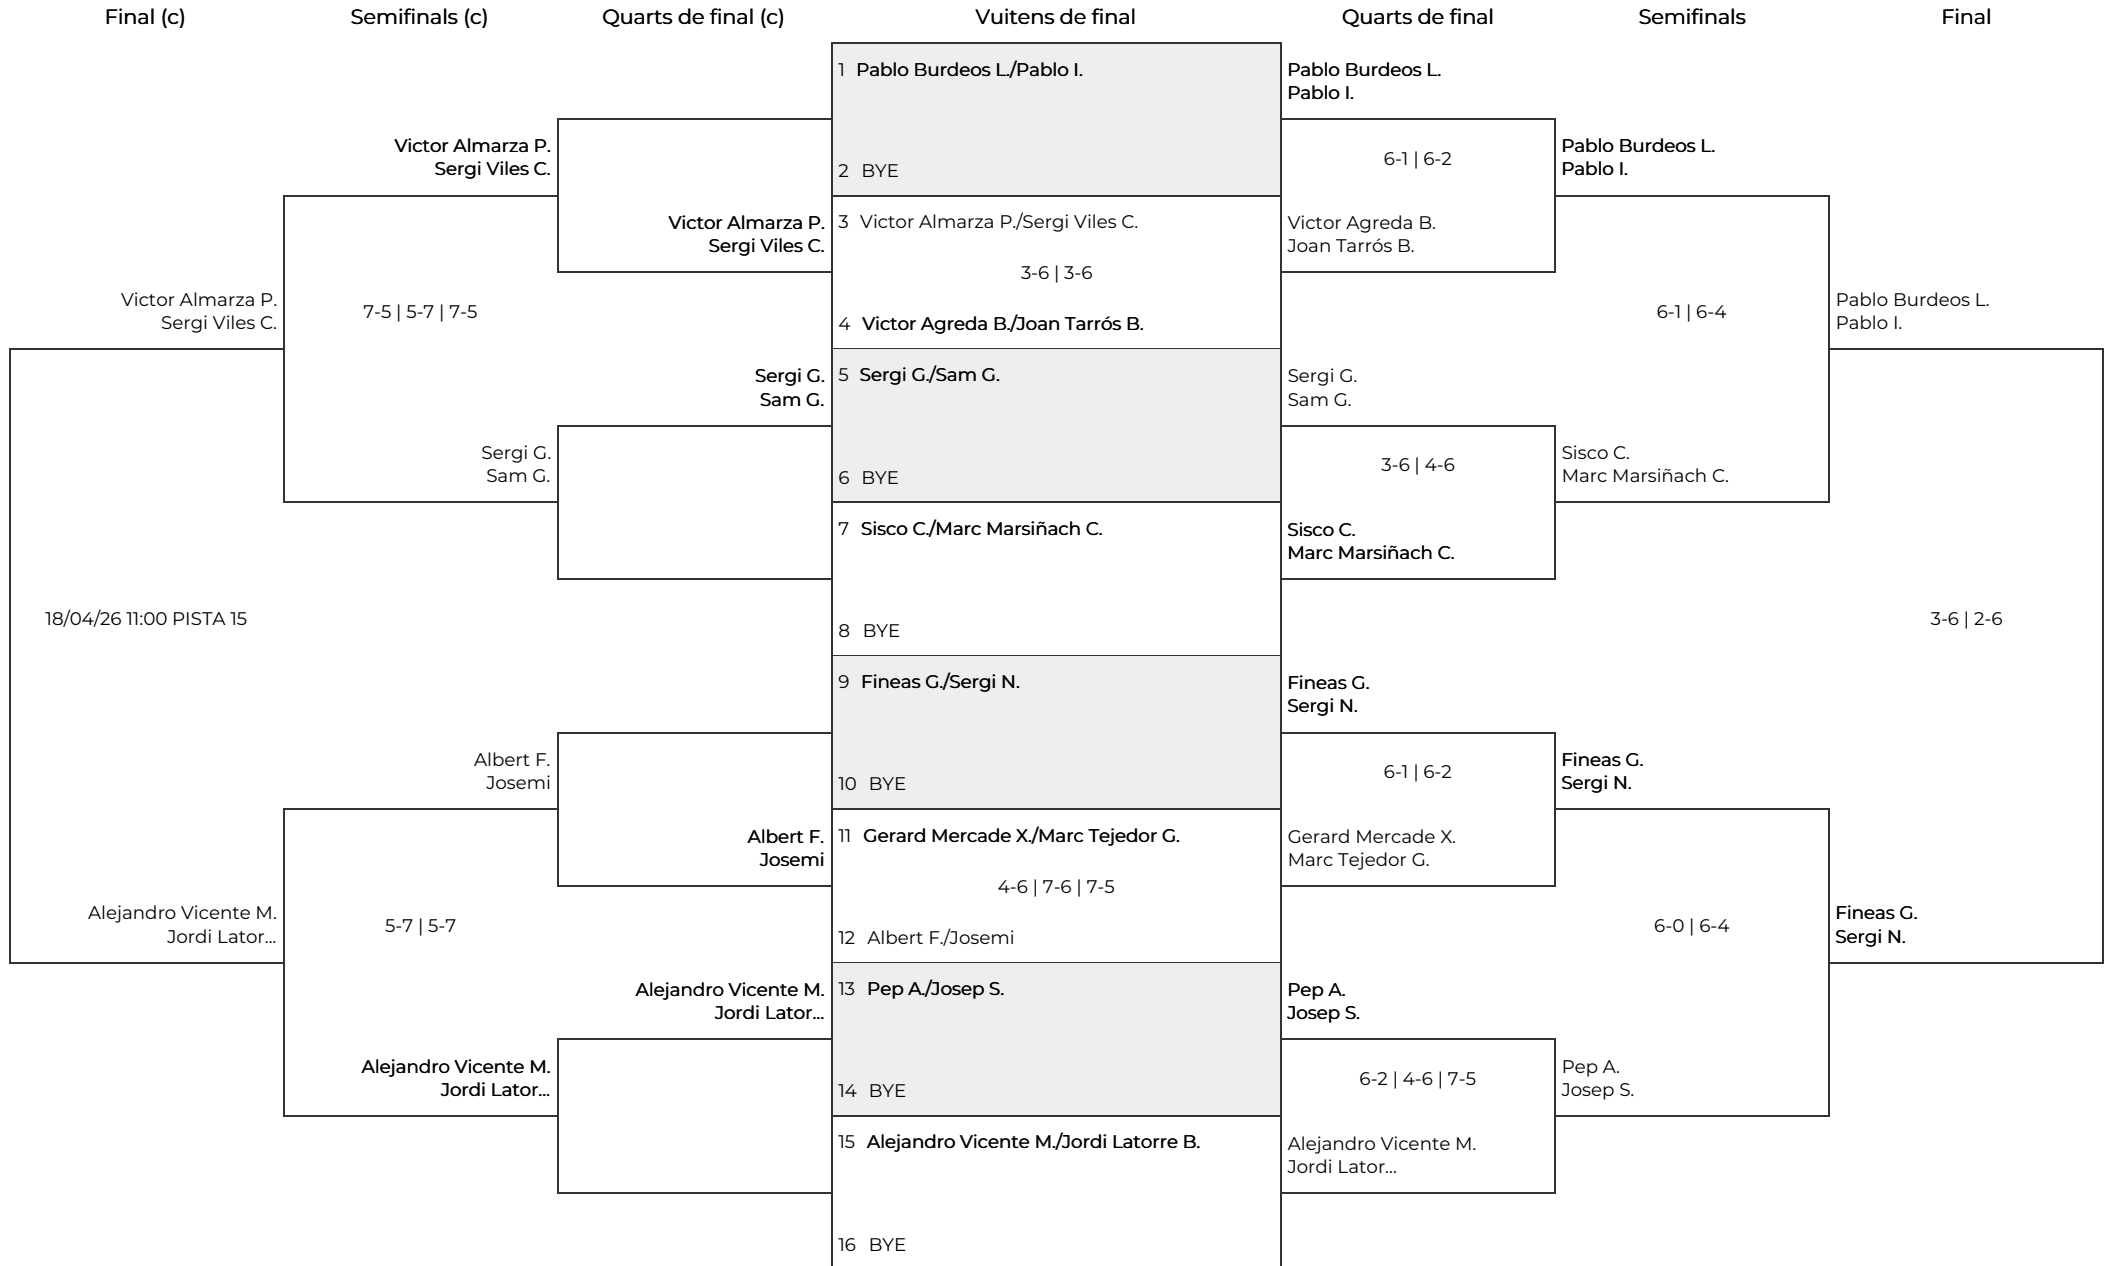 Final (c)
Semifinals (c)
Quarts de final (c)
Vuitens de final
Quarts de final
Semifinals
Final
Victor Almarza P.
Sergi Viles C.
7-5 | 5-7 | 7-5
Victor Almarza P.
Sergi Viles C.
Sergi G.
Sam G.
Victor Almarza P.
Sergi Viles C.
Sergi G.
Sam G.
18/04/26 11:00 PISTA 15
Alejandro Vicente M.
Jordi Lator...
Albert F.
Josemi
5-7 | 5-7
Alejandro Vicente M.
Jordi Lator...
Albert F.
Josemi
Alejandro Vicente M.
Jordi Lator...
1 Pablo Burdeos L./Pablo I.
2 BYE
3 Victor Almarza P./Sergi Viles C.
3-6 | 3-6
4 Victor Agreda B./Joan Tarrós B.
5 Sergi G./Sam G.
6 BYE
7 Sisco C./Marc Marsiñach C.
8 BYE
9 Fineas G./Sergi N.
10 BYE
11 Gerard Mercade X./Marc Tejedor G.
4-6 | 7-6 | 7-5
12 Albert F./Josemi
13 Pep A./Josep S.
14 BYE
15 Alejandro Vicente M./Jordi Latorre B.
16 BYE
Pablo Burdeos L.
Pablo I.
6-1 | 6-2
Victor Agreda B.
Joan Tarrós B.
Sergi G.
Sam G.
3-6 | 4-6
Sisco C.
Marc Marsiñach C.
Fineas G.
Sergi N.
6-1 | 6-2
Gerard Mercade X.
Marc Tejedor G.
Pep A.
Josep S.
6-2 | 4-6 | 7-5
Alejandro Vicente M.
Jordi Lator...
Pablo Burdeos L.
Pablo I.
6-1 | 6-4
Sisco C.
Marc Marsiñach C.
Fineas G.
Sergi N.
6-0 | 6-4
Pep A.
Josep S.
Pablo Burdeos L.
Pablo I.
3-6 | 2-6
Fineas G.
Sergi N.